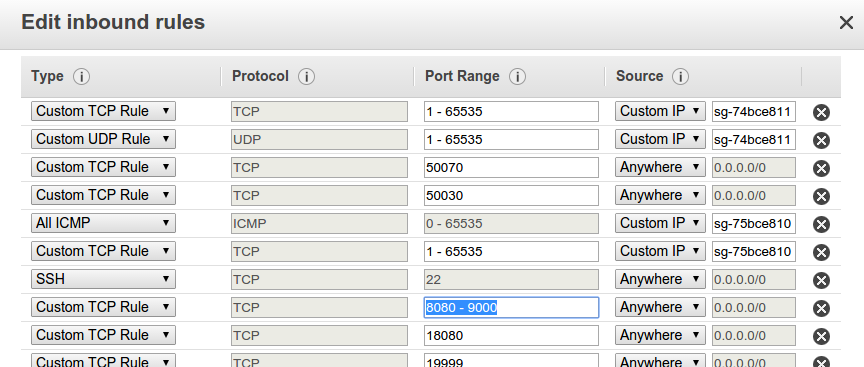 Edit inbound rules
Type Protocol Port Range Source
Custom TCP Rule TCP 1 - 65535 Custom IP sg-74bce811
Custom UDP Rule UDP 1 - 65535 Custom IP sg-74bce811
Custom TCP Rule TCP 50070 Anywhere 0.0.0.0/0
Custom TCP Rule TCP 50030 Anywhere 0.0.0.0/0
All ICMP ICMP 0 - 65535 Custom IP sg-75bce810
Custom TCP Rule TCP 1 - 65535 Custom IP sg-75bce810
SSH TCP 22 Anywhere 0.0.0.0/0
Custom TCP Rule TCP 8080 - 9000 Anywhere 0.0.0.0/0
Custom TCP Rule TCP 18080 Anywhere 0.0.0.0/0
Custom TCP Rule TCP 19999 Anywhere 0.0.0.0/0